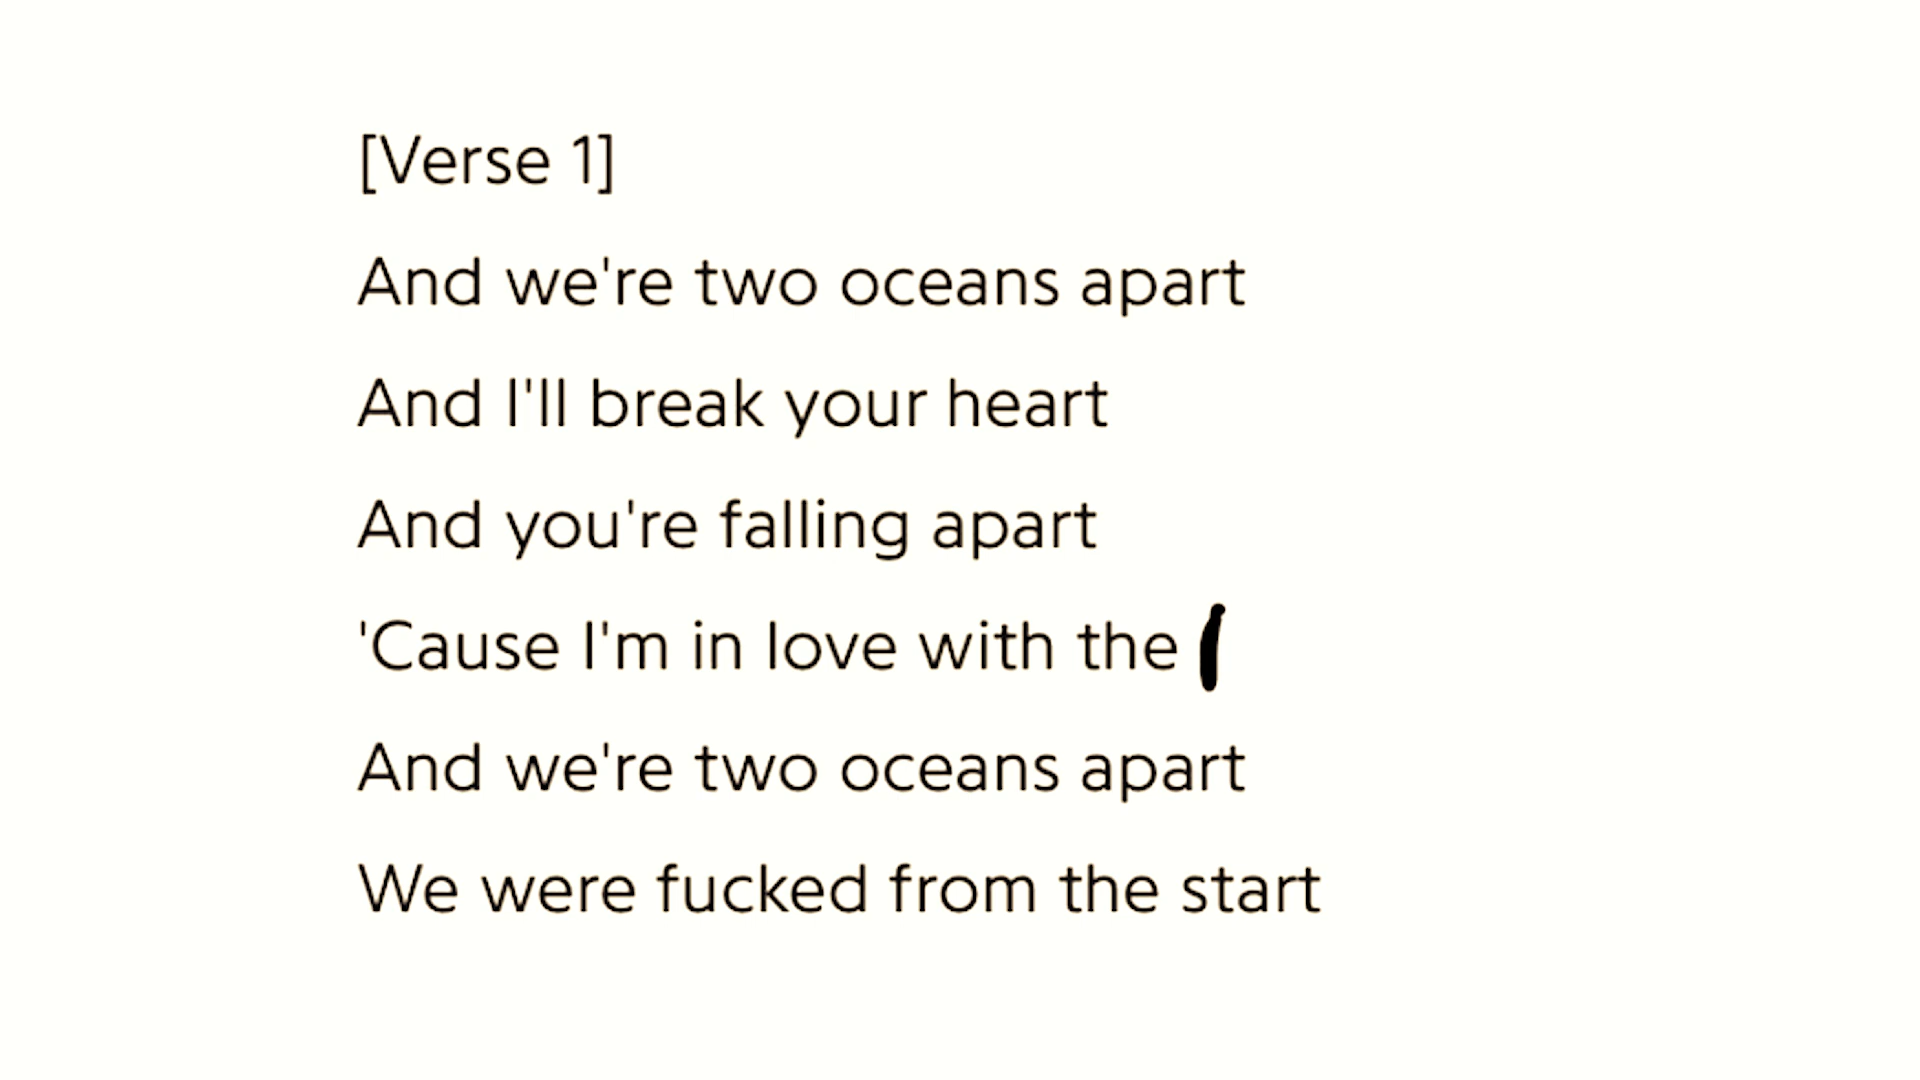 [Verse 1]
And we're two oceans apart
And I'll break your heart
And you're falling apart
'Cause I'm in love with the
And we're two oceans apart
We were fucked from the start